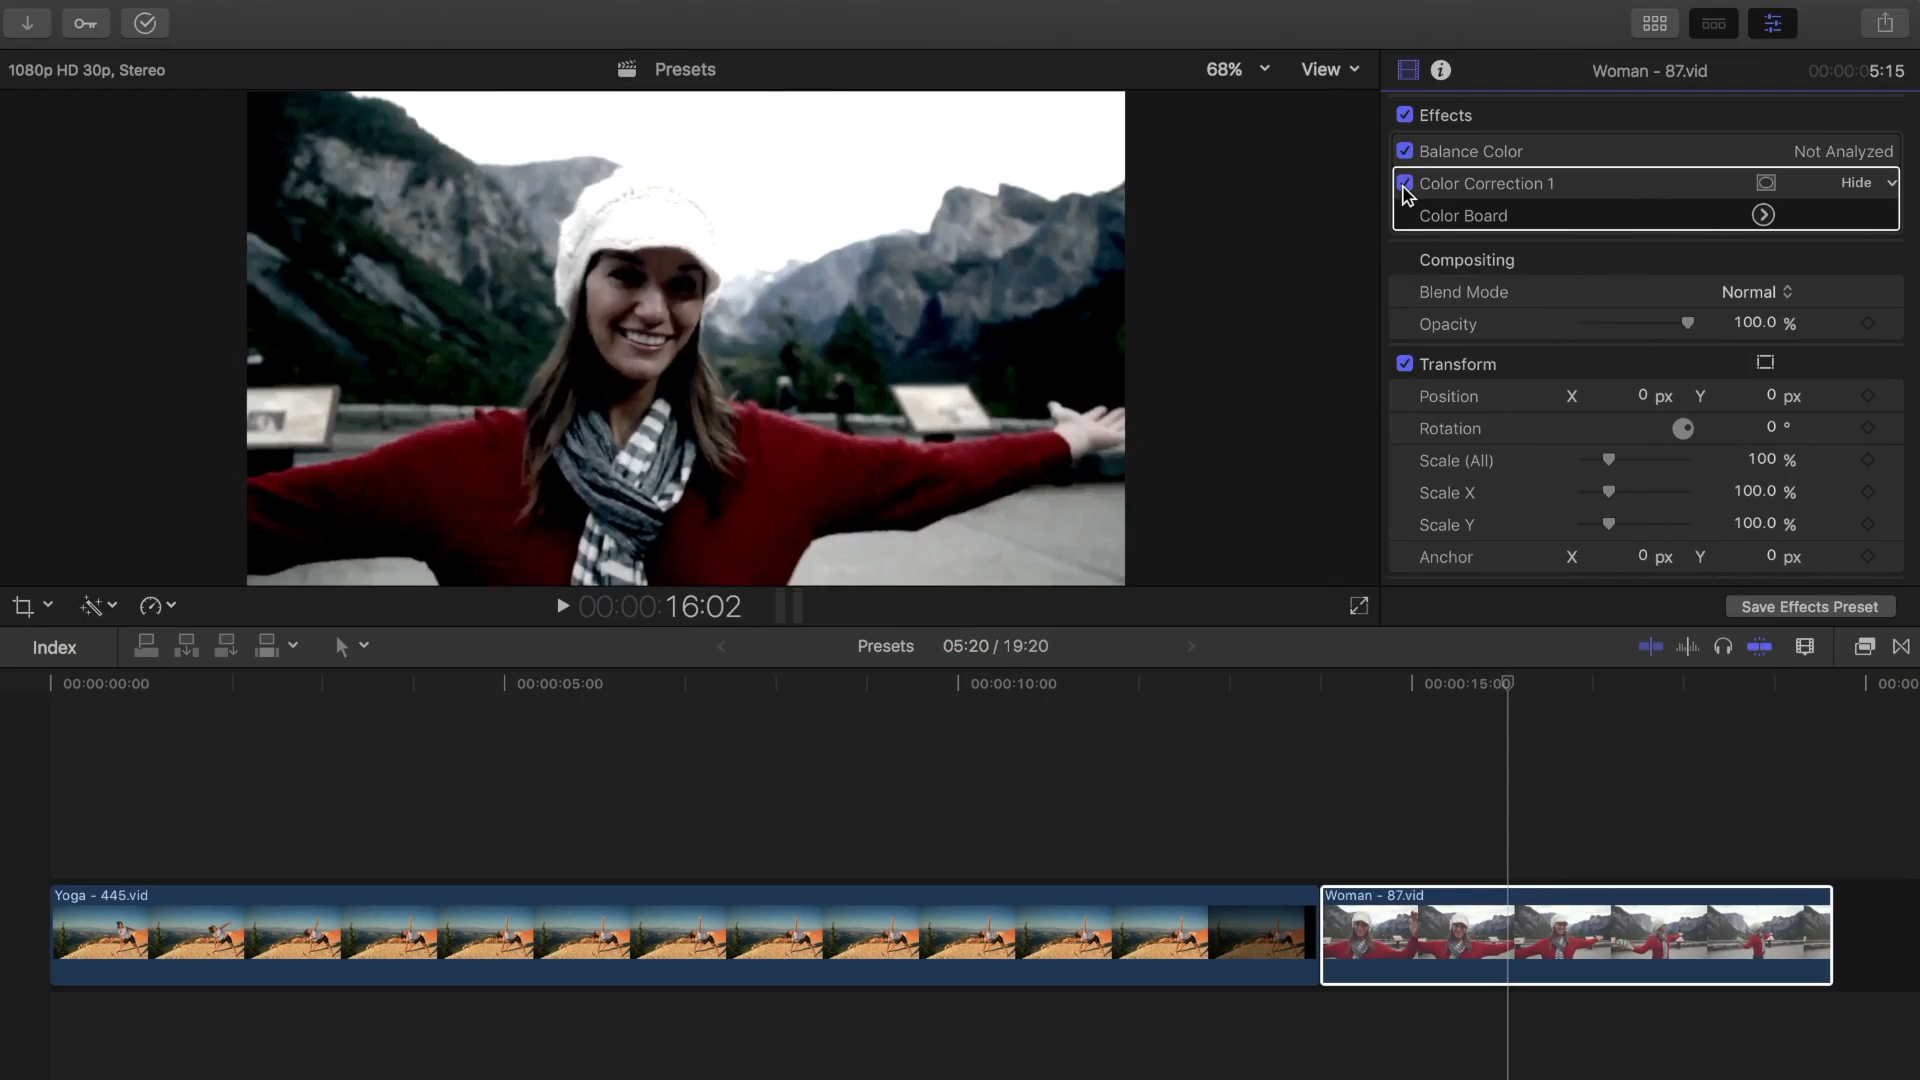 1080p HD 30p, Stereo
Presets
68%
View
Woman - 87.vid
00:00:05:15
Effects
Balance Color Not Analyzed
Color Correction 1 Hide
Color Board
Compositing
Blend Mode Normal
Opacity 100.0 %
Transform
Position X 0 px Y 0 px
Rotation 0 °
Scale (All) 100 %
Scale X 100.0 %
Scale Y 100.0 %
Anchor X 0 px Y 0 px
00:00:16:02
Save Effects Preset
Index
Presets 05:20 / 19:20
00:00:00:00 00:00:05:00 00:00:10:00 00:00:15:00 00:00
Yoga - 445.vid
Woman - 87.vid